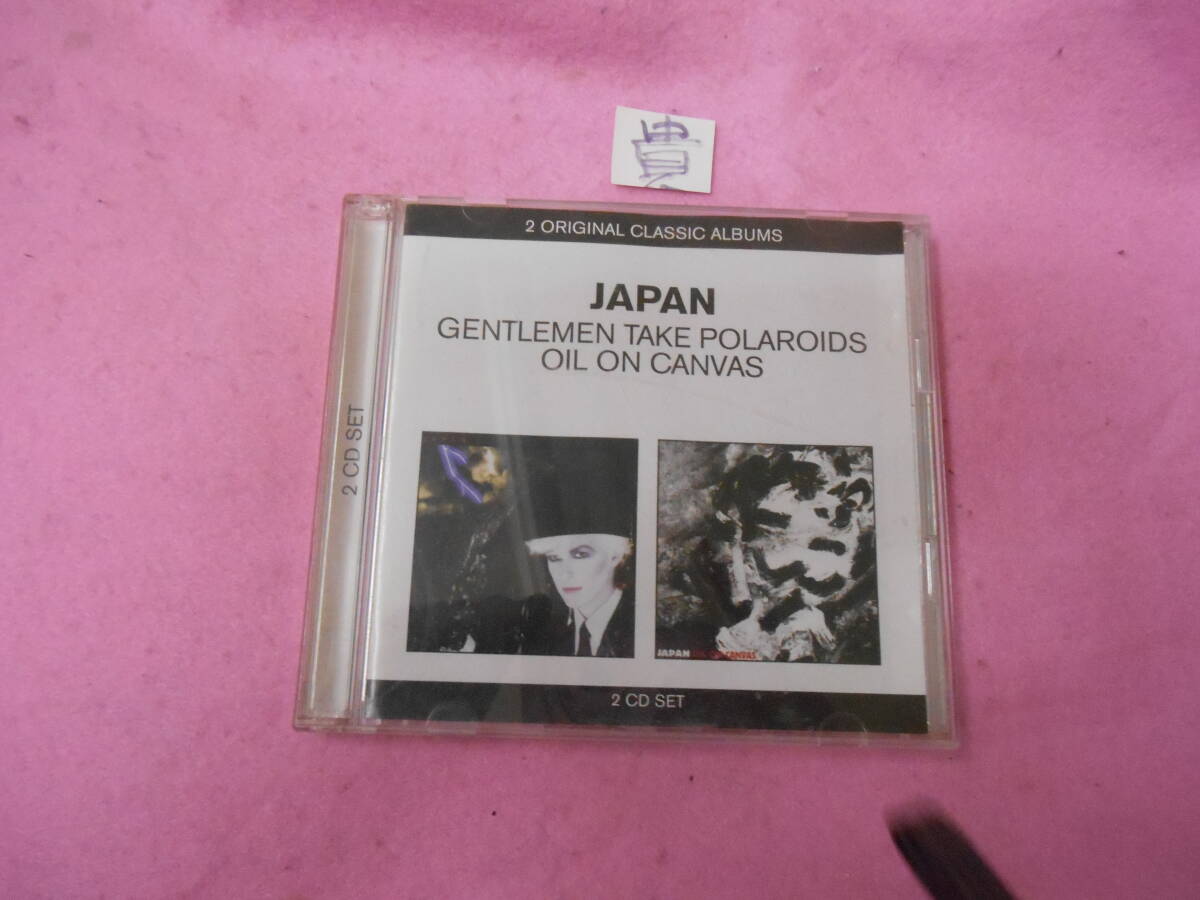 貴
2 ORIGINAL CLASSIC ALBUMS
JAPAN
GENTLEMEN TAKE POLAROIDS
OIL ON CANVAS
2 CD SET
JAPAN OIL ON CANVAS
2 CD SET